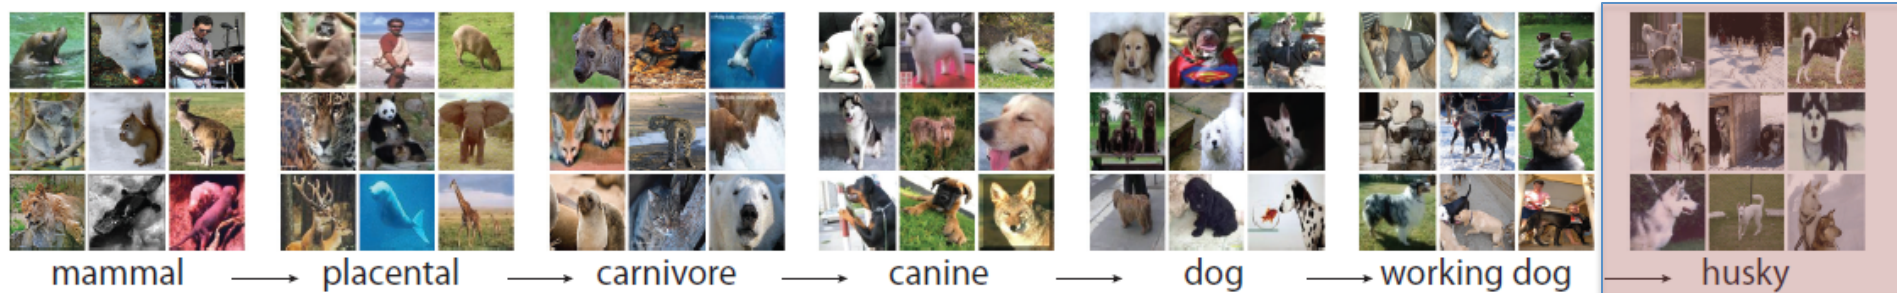 mammal → placental → carnivore → canine → dog → working dog → husky